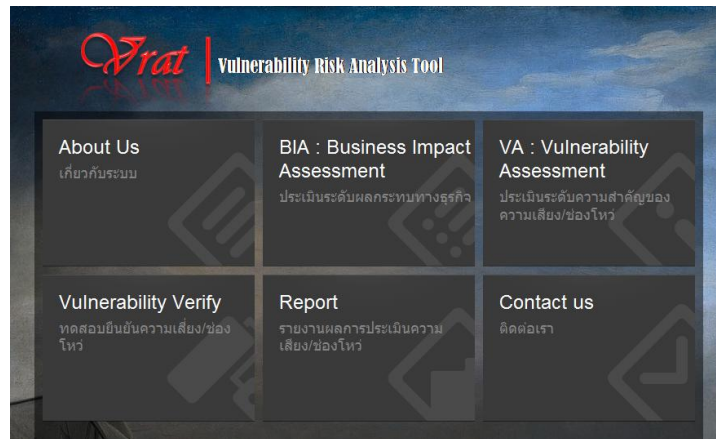 Vrat | Vulnerability Risk Analysis Tool
About Us
เกี่ยวกับระบบ
BIA : Business Impact
Assessment
ประเมินระดับผลกระทบทางธุรกิจ
VA : Vulnerability
Assessment
ประเมินระดับความสำคัญของ
ความเสี่ยง/ช่องโหว่
Vulnerability Verify
ทดสอบยืนยันความเสี่ยง/ช่อง
โหว่
Report
รายงานผลการประเมินความ
เสี่ยง/ช่องโหว่
Contact us
ติดต่อเรา